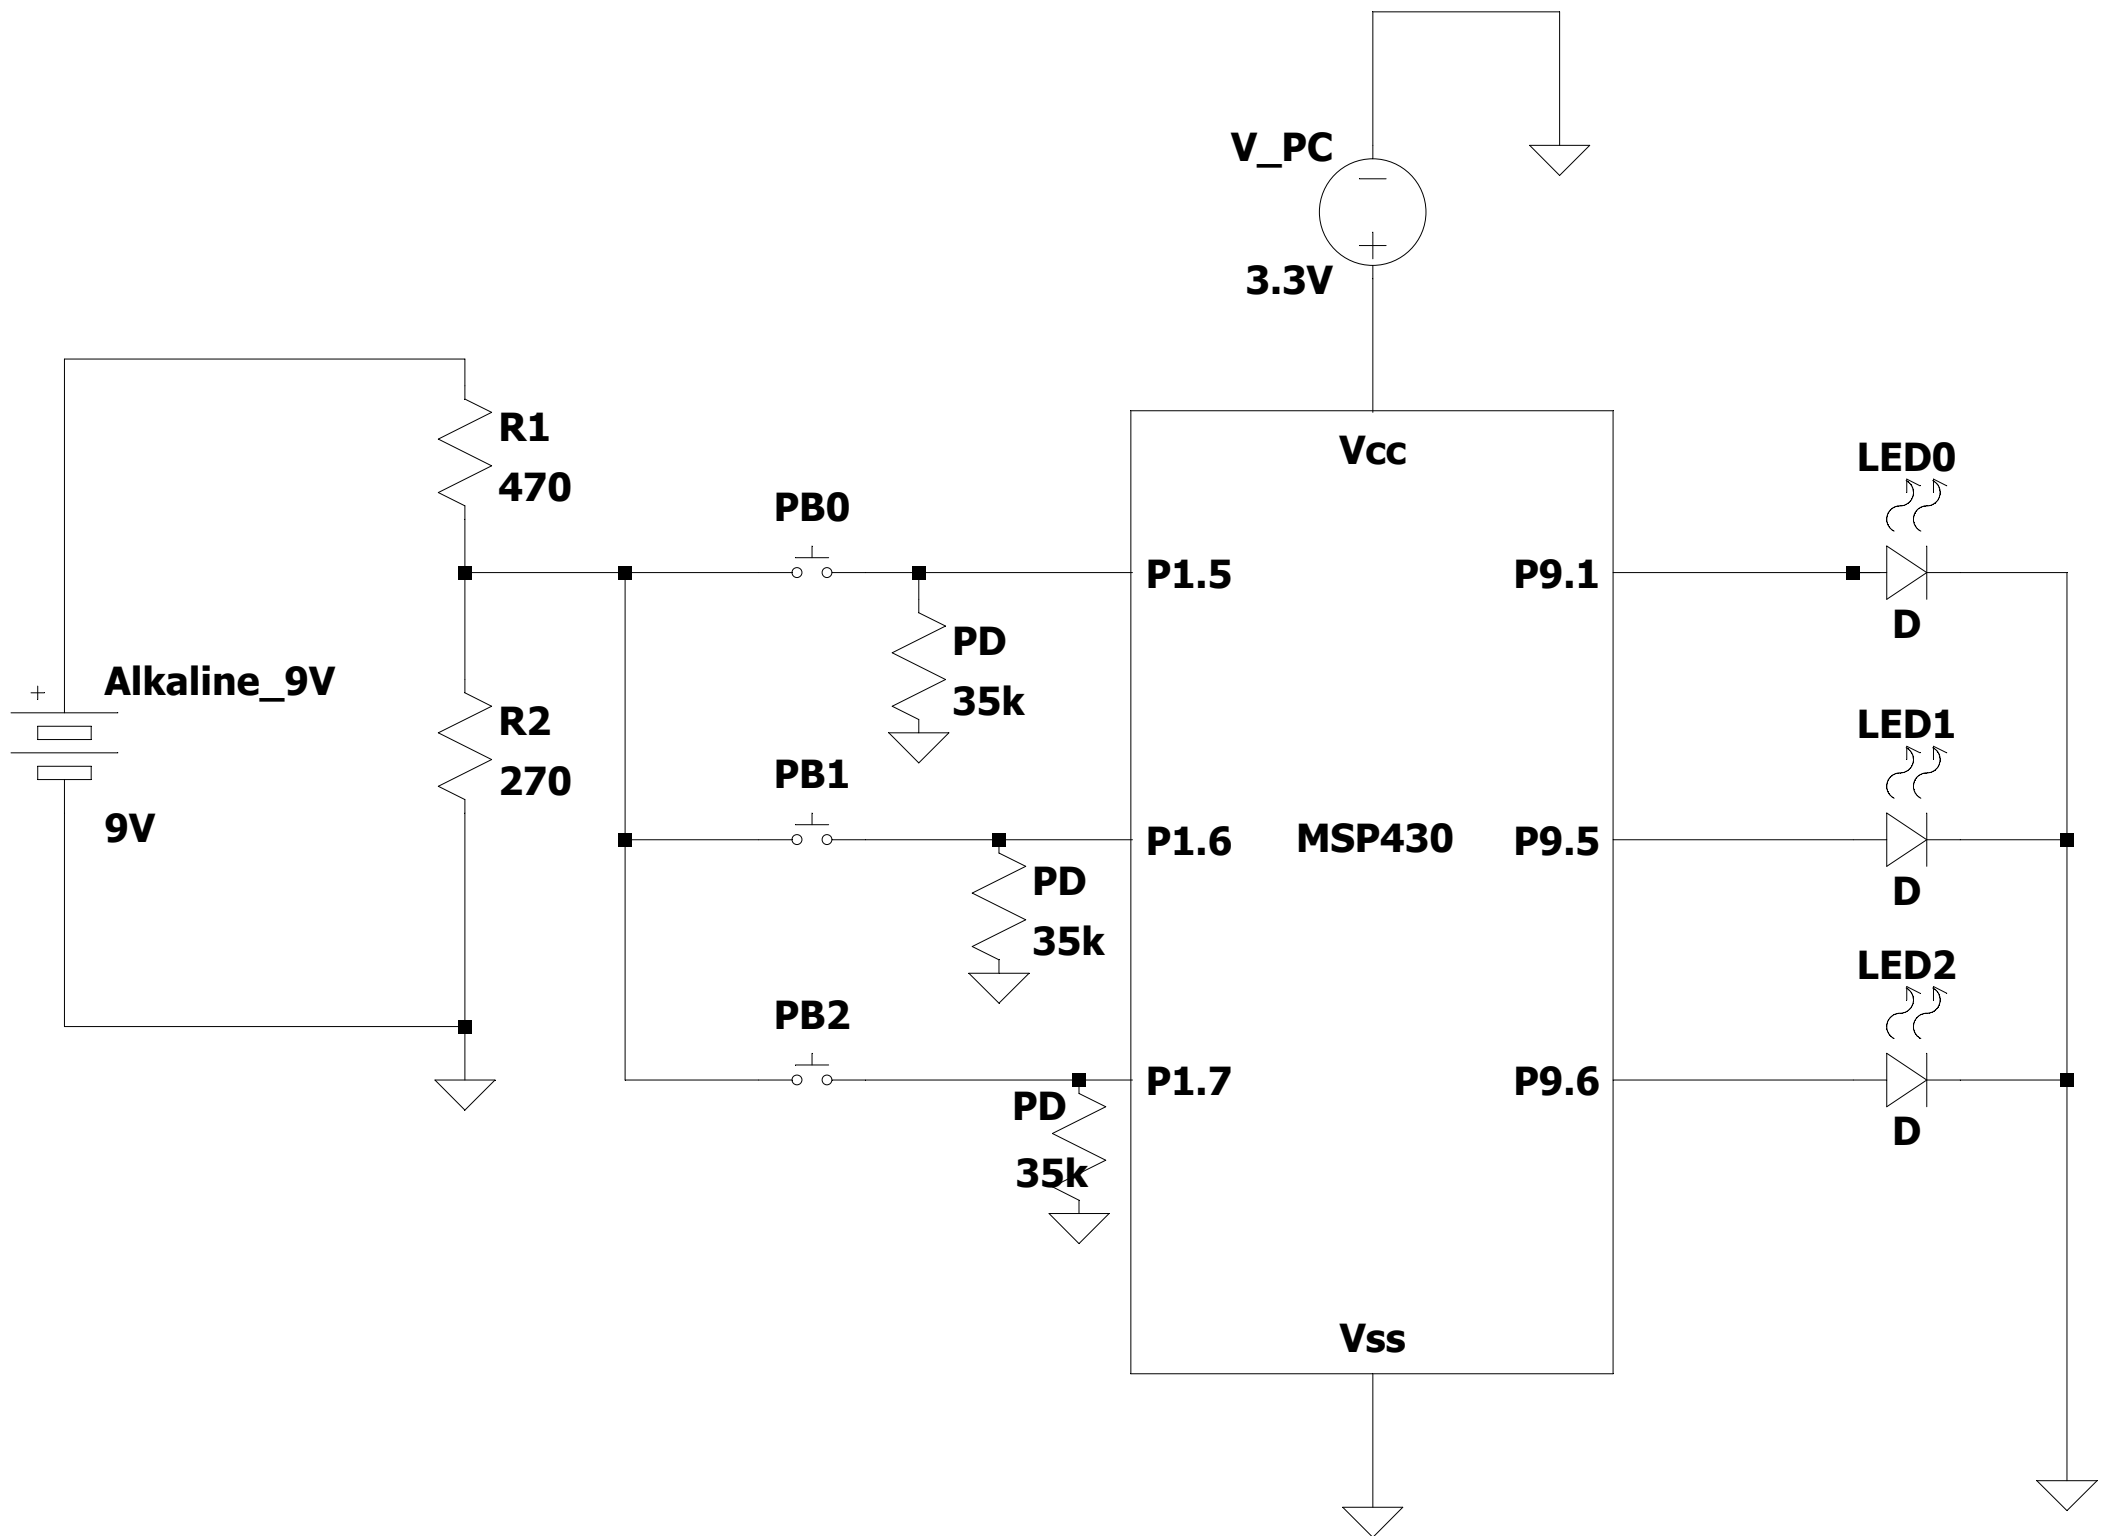 V_PC
3.3V
R1
470
PB0
Vcc
LED0
P1.5
P9.1
D
PD
35k
Alkaline_9V
R2
270
9V
PB1
LED1
P1.6
MSP430
P9.5
D
PD
35k
PB2
LED2
P1.7
P9.6
D
PD
35k
Vss